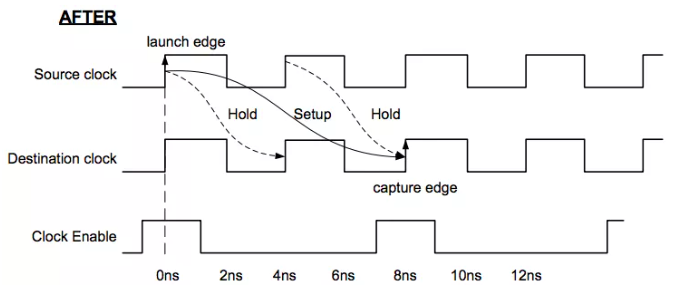 AFTER
launch edge
Source clock
Hold Setup Hold
Destination clock
capture edge
Clock Enable
0ns 2ns 4ns 6ns 8ns 10ns 12ns